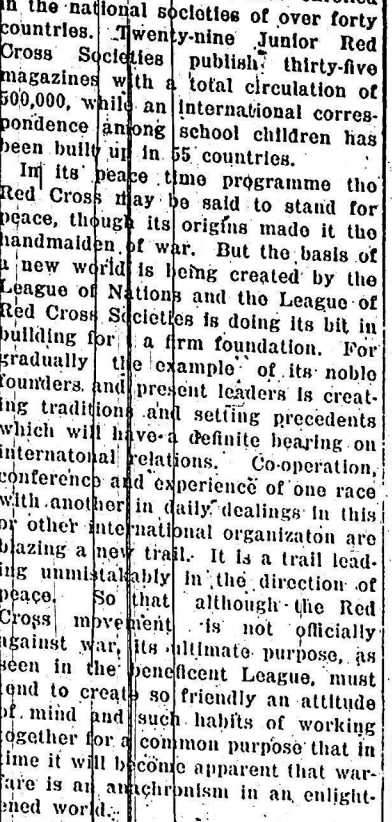 in the national societies of over forty
countries. Twenty-nine Junior Red
Cross Societies publish thirty-five
magazines with a total circulation of
500,000, while an international corres-
pondence among school children has
been built up in 55 countries.
In its peace time programme the
Red Cross may be said to stand for
peace, though its origins made it the
handmaiden of war. But the basis of
a new world is being created by the
League of Nations and the League of
Red Cross Societies is doing its bit in
building for a firm foundation. For
gradually the example of its noble
founders and present leaders is creat-
ing traditions and setting precedents
which will have a definite bearing on
internatonal relations. Co-operation,
conference and experience of one race
with another in daily dealings in this
or other international organizaton are
blazing a new trail. It is a trail lead-
ing unmistakably in the direction of
peace. So that although the Red
Cross movement is not officially
against war, its ultimate purpose, as
seen in the beneficent League, must
tend to create so friendly an attitude
of mind and such habits of working
together for a common purpose that in
time it will become apparent that war-
fare is an anachronism in an enlight-
ened world.